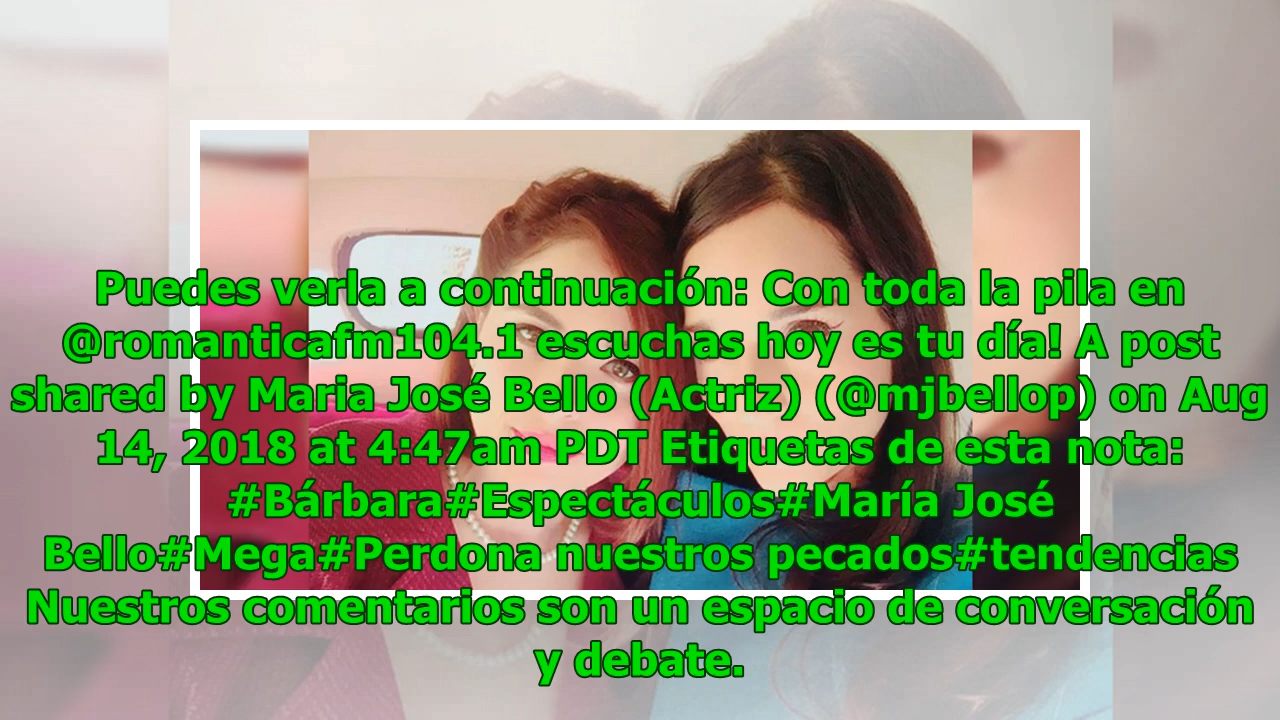 Puedes verla a continuación: Con toda la pila en
@romanticafm104.1 escuchas hoy es tu día! A post
shared by Maria José Bello (Actriz) (@mjbellop) on Aug
14, 2018 at 4:47am PDT Etiquetas de esta nota:
#Bárbara#Espectáculos#María José
Bello#Mega#Perdona nuestros pecados#tendencias
Nuestros comentarios son un espacio de conversación
y debate.